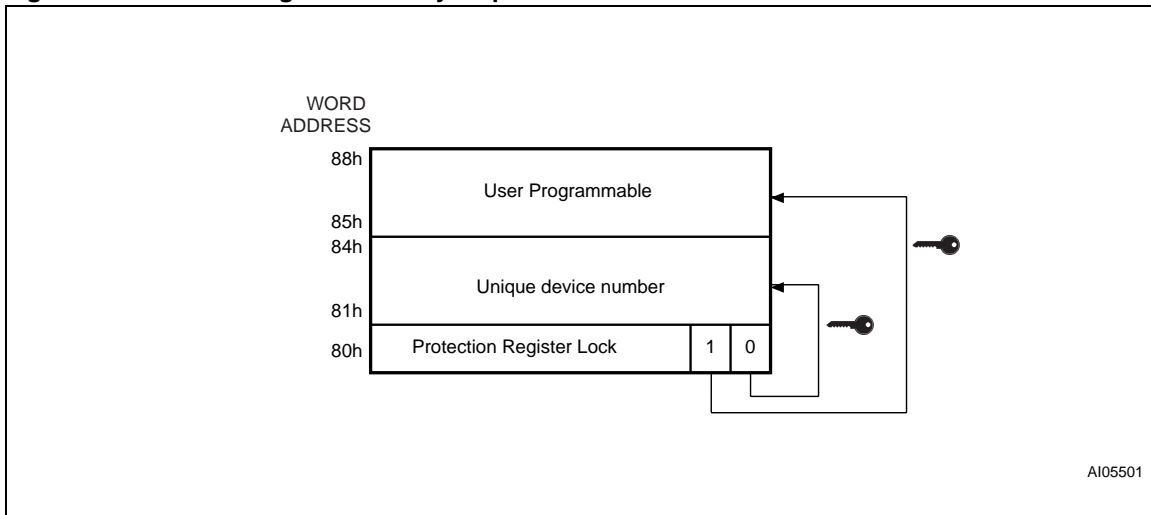 WORD
ADDRESS
88h
User Programmable
85h
84h
Unique device number
81h
80h
Protection Register Lock
1
0
AI05501